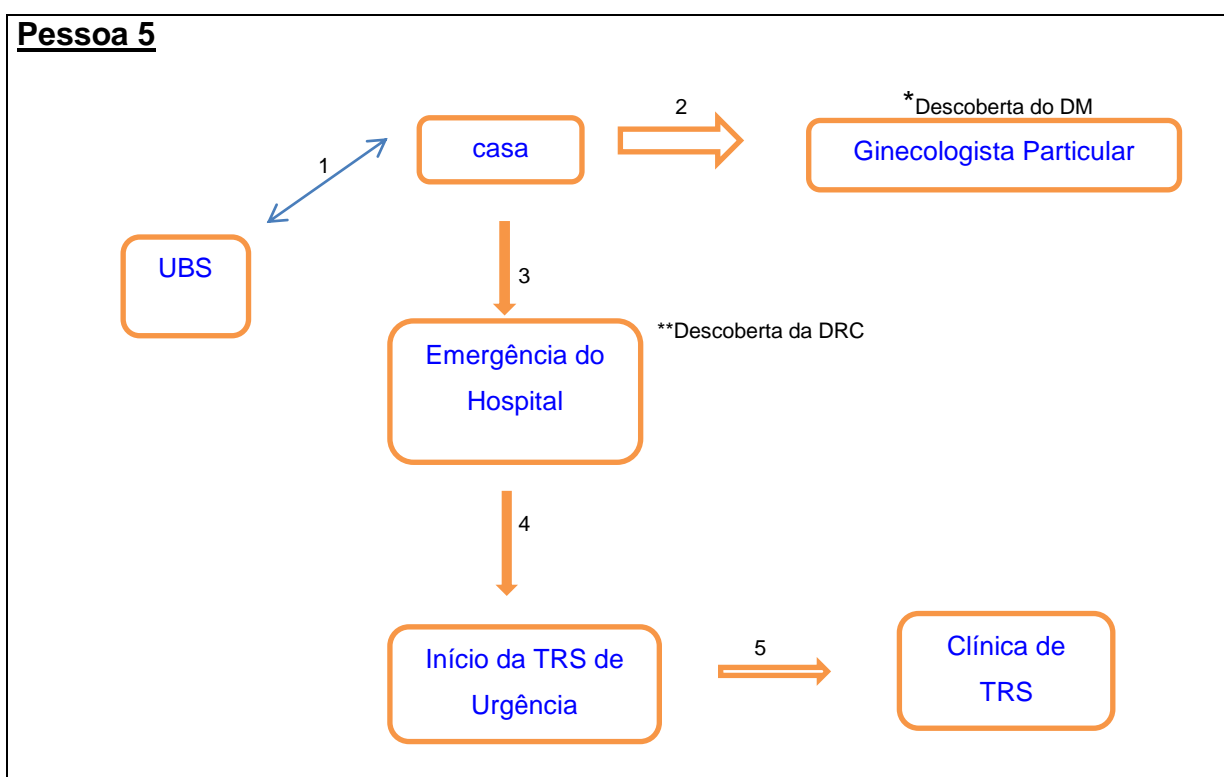 Pessoa 5
2
*Descoberta do DM
casa
Ginecologista Particular
1
UBS
3
**Descoberta da DRC
Emergência do
Hospital
4
Início da TRS de
Urgência
5
Clínica de
TRS